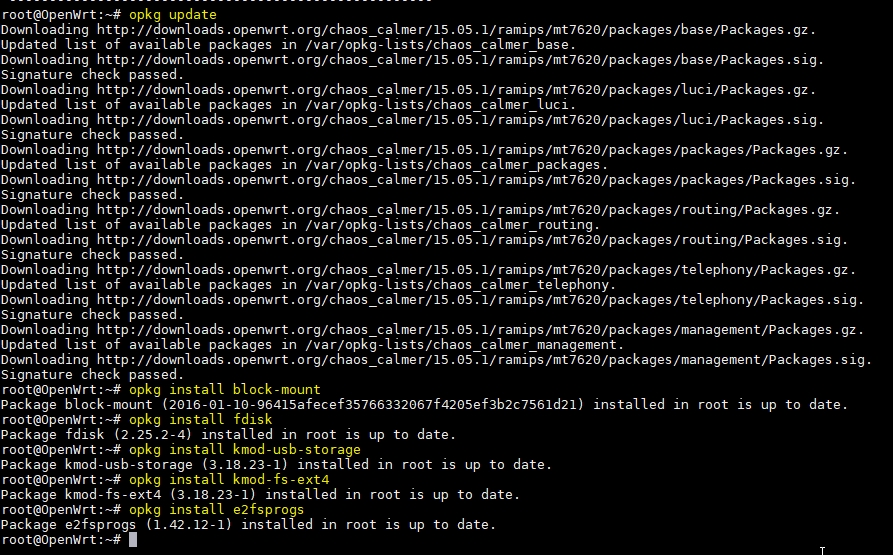 root@OpenWrt:~# opkg update
Downloading http://downloads.openwrt.org/chaos_calmer/15.05.1/ramips/mt7620/packages/base/Packages.gz.
Updated list of available packages in /var/opkg-lists/chaos_calmer_base.
Downloading http://downloads.openwrt.org/chaos_calmer/15.05.1/ramips/mt7620/packages/base/Packages.sig.
Signature check passed.
Downloading http://downloads.openwrt.org/chaos_calmer/15.05.1/ramips/mt7620/packages/luci/Packages.gz.
Updated list of available packages in /var/opkg-lists/chaos_calmer_luci.
Downloading http://downloads.openwrt.org/chaos_calmer/15.05.1/ramips/mt7620/packages/luci/Packages.sig.
Signature check passed.
Downloading http://downloads.openwrt.org/chaos_calmer/15.05.1/ramips/mt7620/packages/packages/Packages.gz.
Updated list of available packages in /var/opkg-lists/chaos_calmer_packages.
Downloading http://downloads.openwrt.org/chaos_calmer/15.05.1/ramips/mt7620/packages/packages/Packages.sig.
Signature check passed.
Downloading http://downloads.openwrt.org/chaos_calmer/15.05.1/ramips/mt7620/packages/routing/Packages.gz.
Updated list of available packages in /var/opkg-lists/chaos_calmer_routing.
Downloading http://downloads.openwrt.org/chaos_calmer/15.05.1/ramips/mt7620/packages/routing/Packages.sig.
Signature check passed.
Downloading http://downloads.openwrt.org/chaos_calmer/15.05.1/ramips/mt7620/packages/telephony/Packages.gz.
Updated list of available packages in /var/opkg-lists/chaos_calmer_telephony.
Downloading http://downloads.openwrt.org/chaos_calmer/15.05.1/ramips/mt7620/packages/telephony/Packages.sig.
Signature check passed.
Downloading http://downloads.openwrt.org/chaos_calmer/15.05.1/ramips/mt7620/packages/management/Packages.gz.
Updated list of available packages in /var/opkg-lists/chaos_calmer_management.
Downloading http://downloads.openwrt.org/chaos_calmer/15.05.1/ramips/mt7620/packages/management/Packages.sig.
Signature check passed.
root@OpenWrt:~# opkg install block-mount
Package block-mount (2016-01-10-96415afecef35766332067f4205ef3b2c7561d21) installed in root is up to date.
root@OpenWrt:~# opkg install fdisk
Package fdisk (2.25.2-4) installed in root is up to date.
root@OpenWrt:~# opkg install kmod-usb-storage
Package kmod-usb-storage (3.18.23-1) installed in root is up to date.
root@OpenWrt:~# opkg install kmod-fs-ext4
Package kmod-fs-ext4 (3.18.23-1) installed in root is up to date.
root@OpenWrt:~# opkg install e2fsprogs
Package e2fsprogs (1.42.12-1) installed in root is up to date.
root@OpenWrt:~#